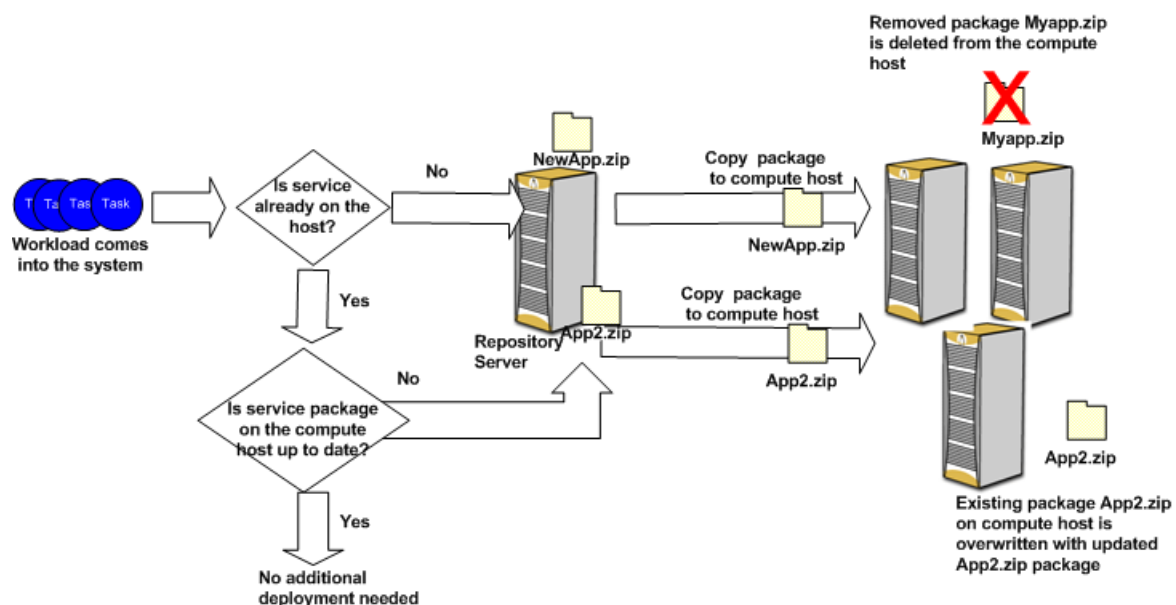 Removed package Myapp.zip
is deleted from the compute
host
Myapp.zip
NewApp.zip
Copy package
to compute host
NewApp.zip
No
Is service
already on the
host?
T
Ta
Tas
Task
Workload comes
into the system
Yes
App2.zip
Repository
Server
Copy package
to compute host
App2.zip
No
Is service package
on the compute
host up to date?
App2.zip
Existing package App2.zip
on compute host is
overwritten with updated
App2.zip package
Yes
No additional
deployment needed